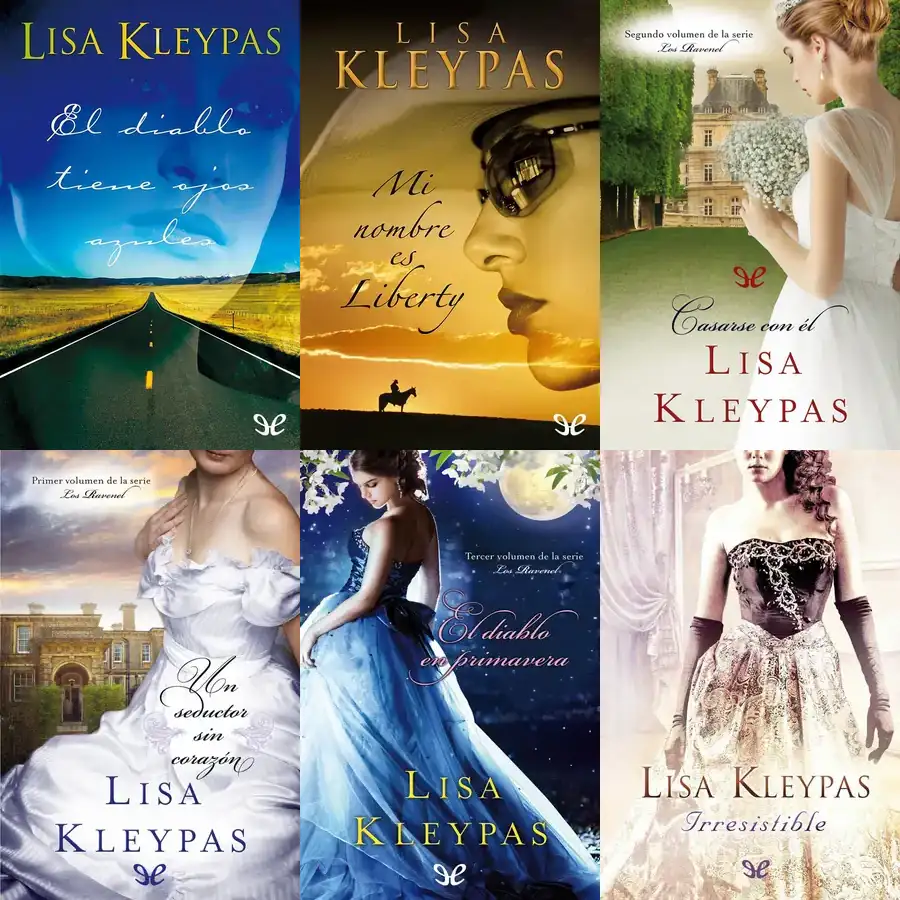 LISA KLEYPAS
El diablo
tiene ojos
azules
LISA
KLEYPAS
Mi
nombre
es
Liberty
Segundo volumen de la serie
Los Ravenel
Casarse con él
LISA
KLEYPAS
Primer volumen de la serie
Los Ravenel
Un
seductor
sin
corazón
LISA
KLEYPAS
Tercer volumen de la serie
Los Ravenel
El diablo
en primavera
LISA
KLEYPAS
LISA KLEYPAS
Irresistible